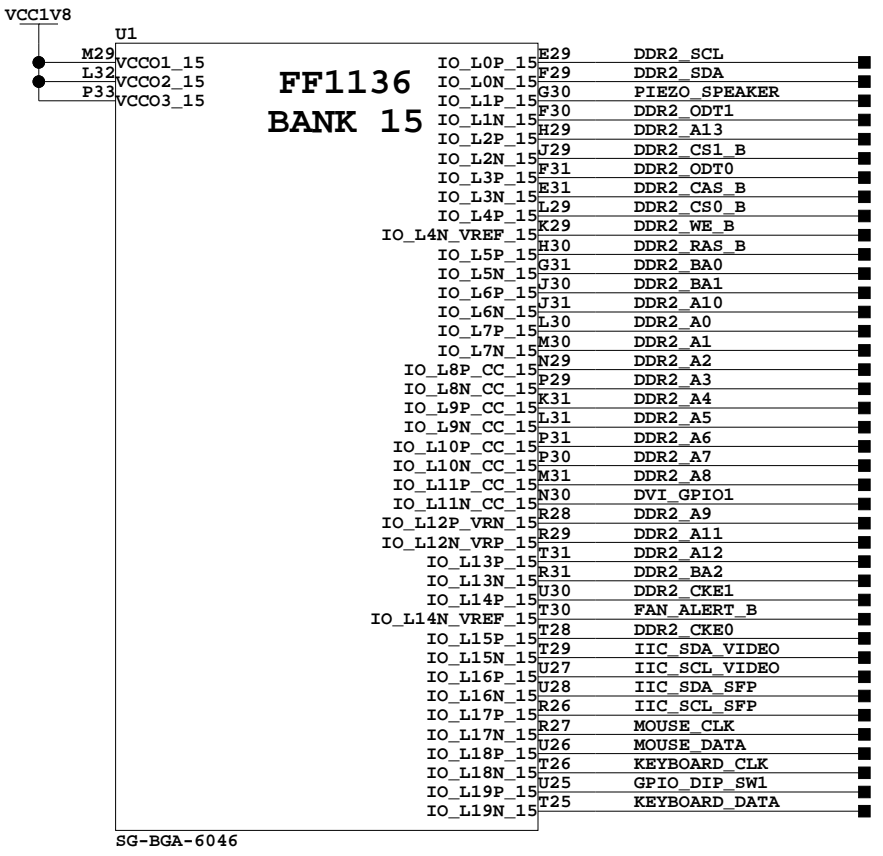 VCC1V8
U1
M29 VCCO1_15
L32 VCCO2_15
P33 VCCO3_15
FF1136
BANK 15
IO_L0P_15 E29 DDR2_SCL
IO_L0N_15 F29 DDR2_SDA
IO_L1P_15 G30 PIEZO_SPEAKER
IO_L1N_15 F30 DDR2_ODT1
IO_L2P_15 H29 DDR2_A13
IO_L2N_15 J29 DDR2_CS1_B
IO_L3P_15 F31 DDR2_ODT0
IO_L3N_15 E31 DDR2_CAS_B
IO_L4P_15 L29 DDR2_CS0_B
IO_L4N_VREF_15 K29 DDR2_WE_B
IO_L5P_15 H30 DDR2_RAS_B
IO_L5N_15 G31 DDR2_BA0
IO_L6P_15 J30 DDR2_BA1
IO_L6N_15 J31 DDR2_A10
IO_L7P_15 L30 DDR2_A0
IO_L7N_15 M30 DDR2_A1
IO_L8P_CC_15 N29 DDR2_A2
IO_L8N_CC_15 P29 DDR2_A3
IO_L9P_CC_15 K31 DDR2_A4
IO_L9N_CC_15 L31 DDR2_A5
IO_L10P_CC_15 P31 DDR2_A6
IO_L10N_CC_15 P30 DDR2_A7
IO_L11P_CC_15 M31 DDR2_A8
IO_L11N_CC_15 N30 DVI_GPIO1
IO_L12P_VRN_15 R28 DDR2_A9
IO_L12N_VRP_15 R29 DDR2_A11
IO_L13P_15 T31 DDR2_A12
IO_L13N_15 R31 DDR2_BA2
IO_L14P_15 U30 DDR2_CKE1
IO_L14N_VREF_15 T30 FAN_ALERT_B
IO_L15P_15 T28 DDR2_CKE0
IO_L15N_15 T29 IIC_SDA_VIDEO
IO_L16P_15 U27 IIC_SCL_VIDEO
IO_L16N_15 U28 IIC_SDA_SFP
IO_L17P_15 R26 IIC_SCL_SFP
IO_L17N_15 R27 MOUSE_CLK
IO_L18P_15 U26 MOUSE_DATA
IO_L18N_15 T26 KEYBOARD_CLK
IO_L19P_15 U25 GPIO_DIP_SW1
IO_L19N_15 T25 KEYBOARD_DATA
SG-BGA-6046